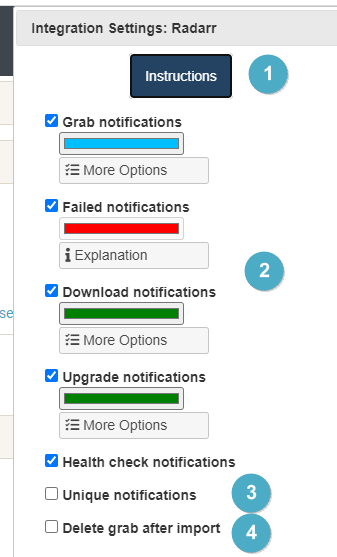 Integration Settings: Radarr
Instructions
1
Grab notifications
More Options
Failed notifications
Explanation
2
Download notifications
se
More Options
Upgrade notifications
More Options
Health check notifications
Unique notifications
3
Delete grab after import
4